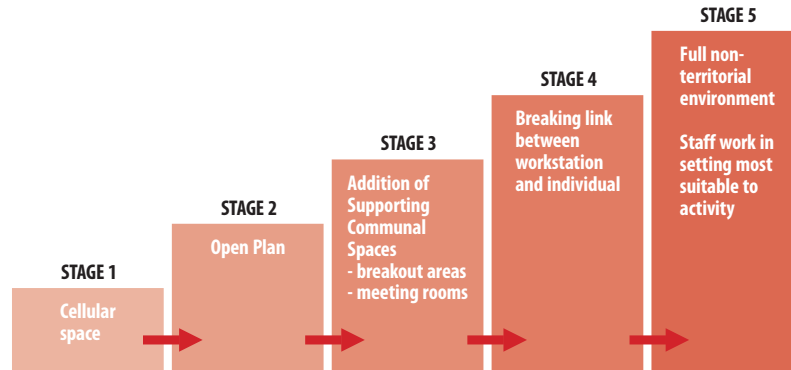 STAGE 1
Cellular
space
STAGE 2
Open Plan
STAGE 3
Addition of
Supporting
Communal
Spaces
- breakout areas
- meeting rooms
STAGE 4
Breaking link
between
workstation
and individual
STAGE 5
Full non-
territorial
environment
Staff work in
setting most
suitable to
activity